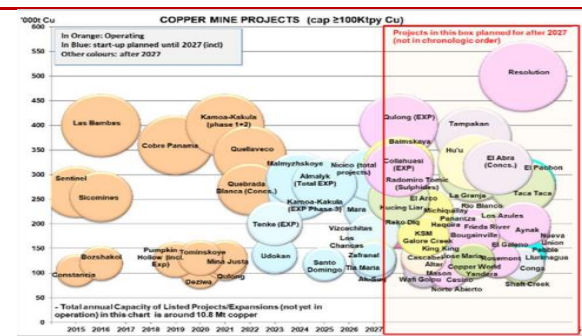 '000t Cu
COPPER MINE PROJECTS (cap ≥100Ktpy Cu)
In Orange: Operating
In Blue: start-up planned until 2027 (incl)
Other colours: after 2027
Projects in this box planned for after 2027
(not in chronologic order)
600
550
500
450
400
350
300
250
200
150
100
50
0
Resolution
Las Bambas
Kamoa-Kakula
(phase 1+2)
Qulong (EXP)
Tampakan
Cobre Panama
Quellaveco
Baimskaya
Hu'u
El Abra
(Concs.)
Malmyzhskoye
Nicico (total
projects)
Collahuasi
(EXP)
El Pachon
Sentinel
Almalyk
(Total EXP)
Radomiro Tomic
(Sulphides)
Quebrada
Blanca (Concs.)
La Granja
Taca Taca
Sicomines
Kamoa-Kakula
(EXP Phase 3)
Mara
El Arco
Rio Blanco
Kucing Liar
Michiquillay
Los Azules
Tenke (EXP)
Vizcachitas
Rako Diq
Pananiza
Haquira
Frieda River
Aynak
KSM
Bougainville
Nueva
Union
Los
Chancas
Galore Creek
El Galeno
Pebble
Pumpkin
Hollow (incl.
Exp)
Tominskoye
Udokan
Zafranal
King King
Llurimagua
Bozshakol
Mina Justa
Santo
Domingo
Tia Maria
Cascabel
Jose Maria
Rosemont
Altar
Copper World
Conga
Constancia
Qulong
Mason
Yandera
Deziwa
Wafi Golpu
Casino
Shaft Creek
Norte Abierto
- Total annual Capacity of Listed Projects/Expansions (not yet in
operation) in this chart is around 10.8 Mt copper
2015 2016 2017 2018 2019 2020 2021 2022 2023 2024 2025 2026 2027